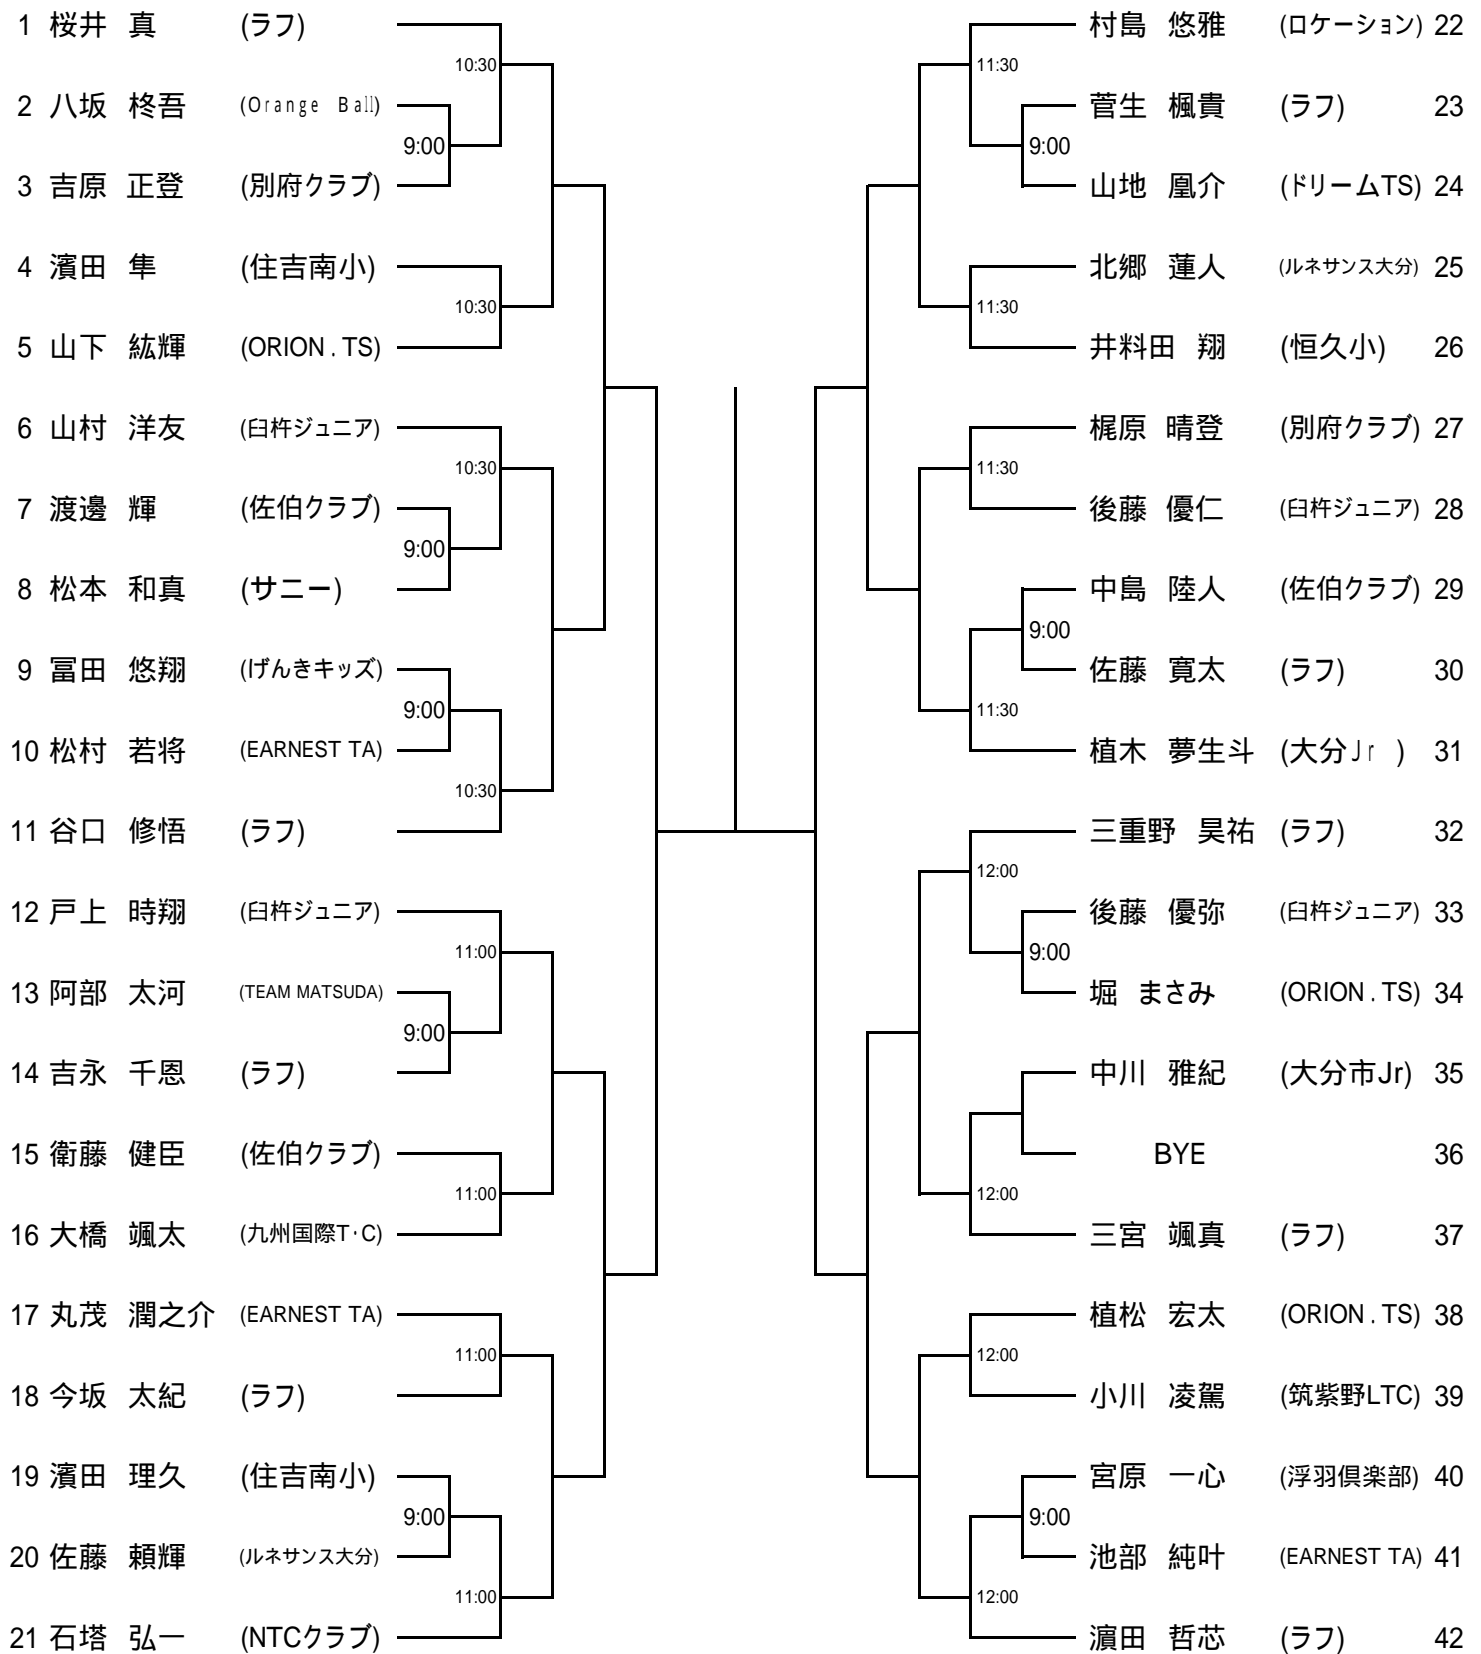 1 桜井 真 (ラフ)
10:30
2 八坂 柊吾 (Orange Ball)
9:00
3 吉原 正登 (別府クラブ)
4 濱田 隼 (住吉南小)
10:30
5 山下 紘輝 (ORION.TS)
6 山村 洋友 (臼杵ジュニア)
10:30
7 渡邊 輝 (佐伯クラブ)
9:00
8 松本 和真 (サニー)
9 冨田 悠翔 (げんきキッズ)
9:00
10 松村 若将 (EARNEST TA)
10:30
11 谷口 修悟 (ラフ)
12 戸上 時翔 (臼杵ジュニア)
11:00
13 阿部 太河 (TEAM MATSUDA)
9:00
14 吉永 千恩 (ラフ)
15 衛藤 健臣 (佐伯クラブ)
11:00
16 大橋 颯太 (九州国際T・C)
17 丸茂 潤之介 (EARNEST TA)
11:00
18 今坂 太紀 (ラフ)
19 濱田 理久 (住吉南小)
9:00
20 佐藤 頼輝 (ルネサンス大分)
11:00
21 石塔 弘一 (NTCクラブ)
村島 悠雅 (ロケーション) 22
11:30
菅生 楓貴 (ラフ) 23
9:00
山地 凰介 (ドリームTS) 24
北郷 蓮人 (ルネサンス大分) 25
11:30
井料田 翔 (恒久小) 26
梶原 晴登 (別府クラブ) 27
11:30
後藤 優仁 (臼杵ジュニア) 28
中島 陸人 (佐伯クラブ) 29
9:00
佐藤 寛太 (ラフ) 30
11:30
植木 夢生斗 (大分Jr ) 31
三重野 昊祐 (ラフ) 32
12:00
後藤 優弥 (臼杵ジュニア) 33
9:00
堀 まさみ (ORION.TS) 34
中川 雅紀 (大分市Jr) 35
BYE 36
12:00
三宮 颯真 (ラフ) 37
植松 宏太 (ORION.TS) 38
12:00
小川 凌駕 (筑紫野LTC) 39
宮原 一心 (浮羽倶楽部) 40
9:00
池部 純叶 (EARNEST TA) 41
12:00
濵田 哲芯 (ラフ) 42